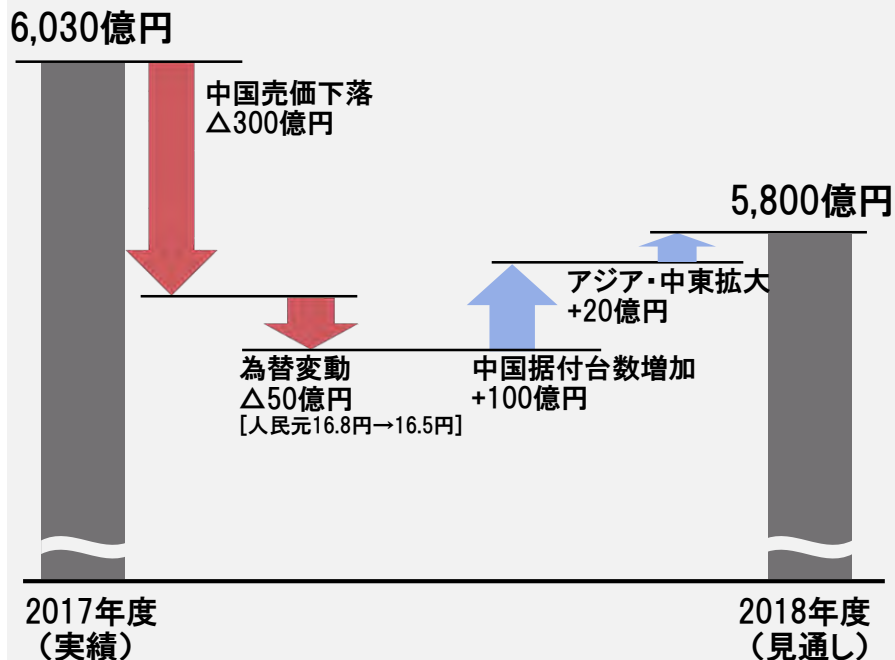 6,030億円
中国売価下落
△300億円
5,800億円
アジア・中東拡大
+20億円
為替変動
△50億円
[人民元16.8円→16.5円]
中国据付台数増加
+100億円
2017年度
（実績）
2018年度
（見通し）